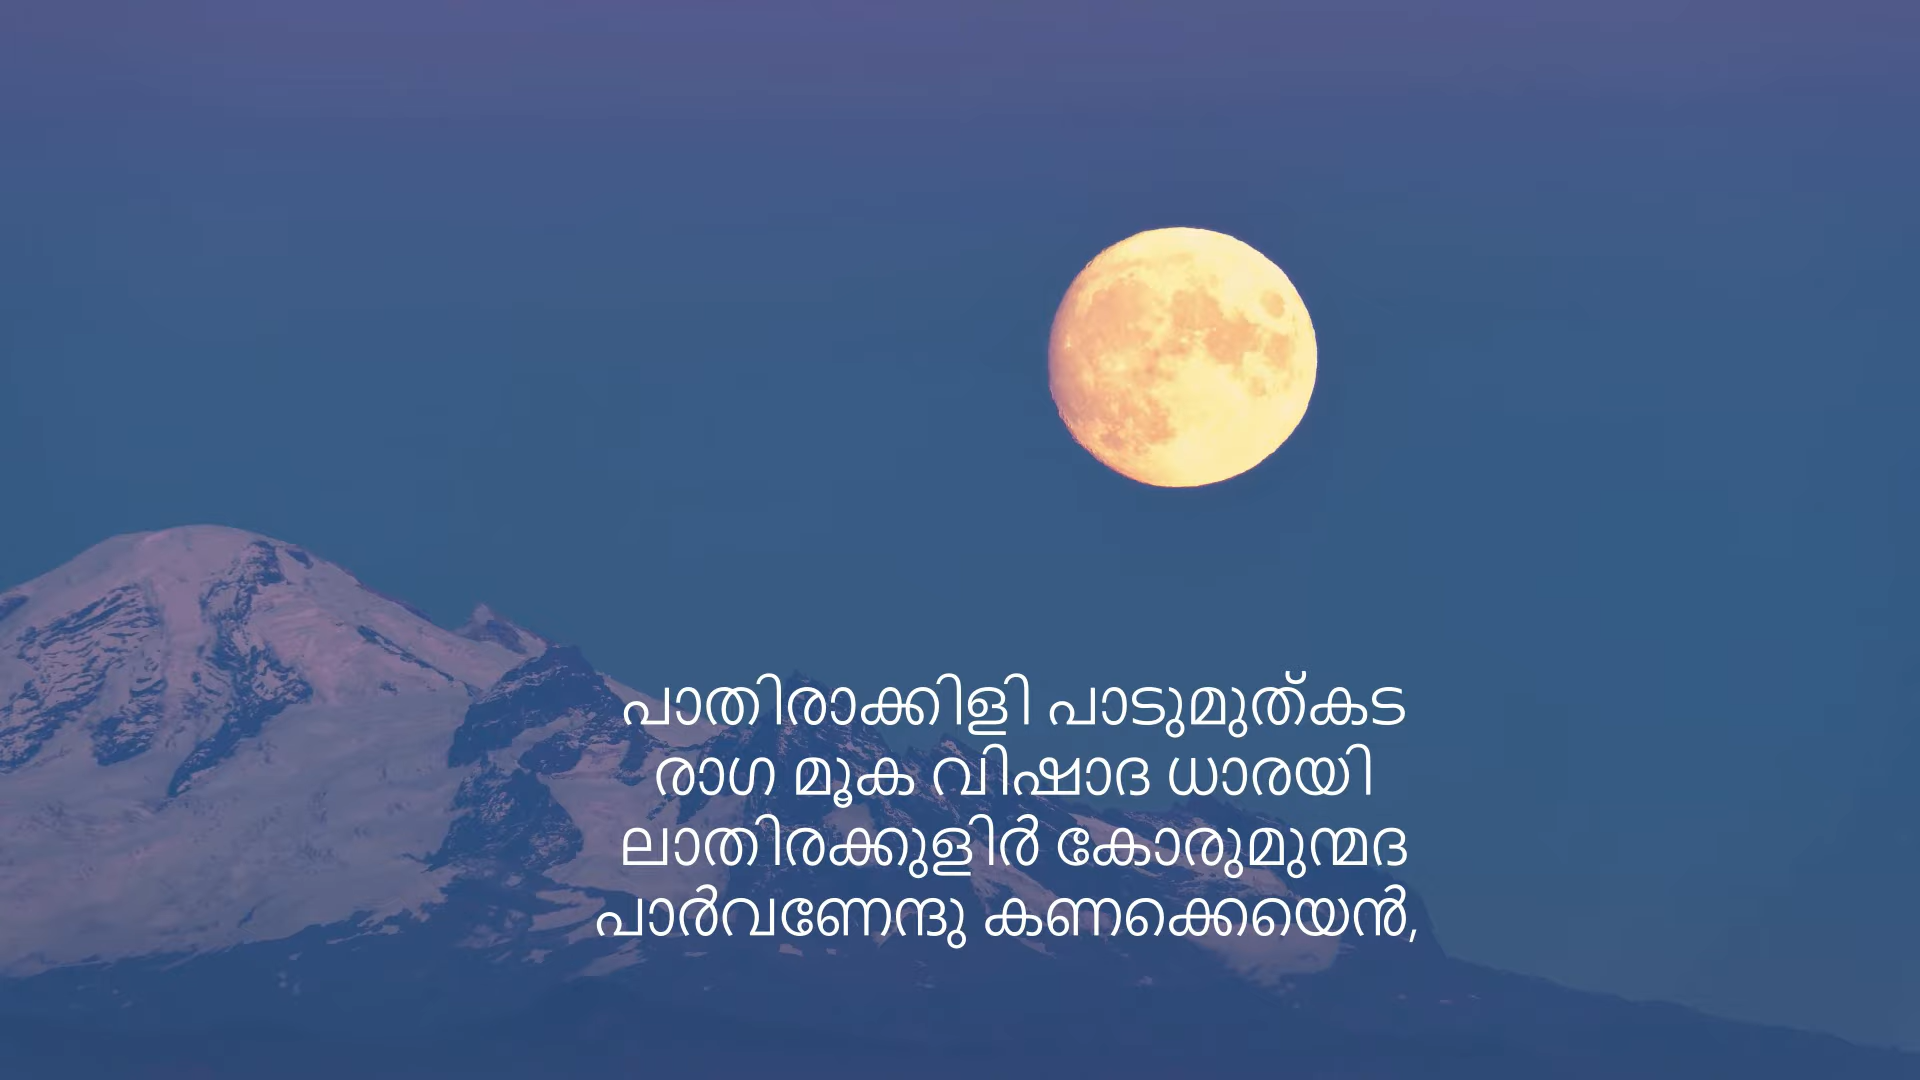 പാതിരാക്കിളി പാടുമുത്കട
രാഗ മൂക വിഷാദ ധാരയി
ലാതിരക്കുളിർ കോരുമുന്മദ
പാർവണേന്ദു കണക്കെയെൻ,